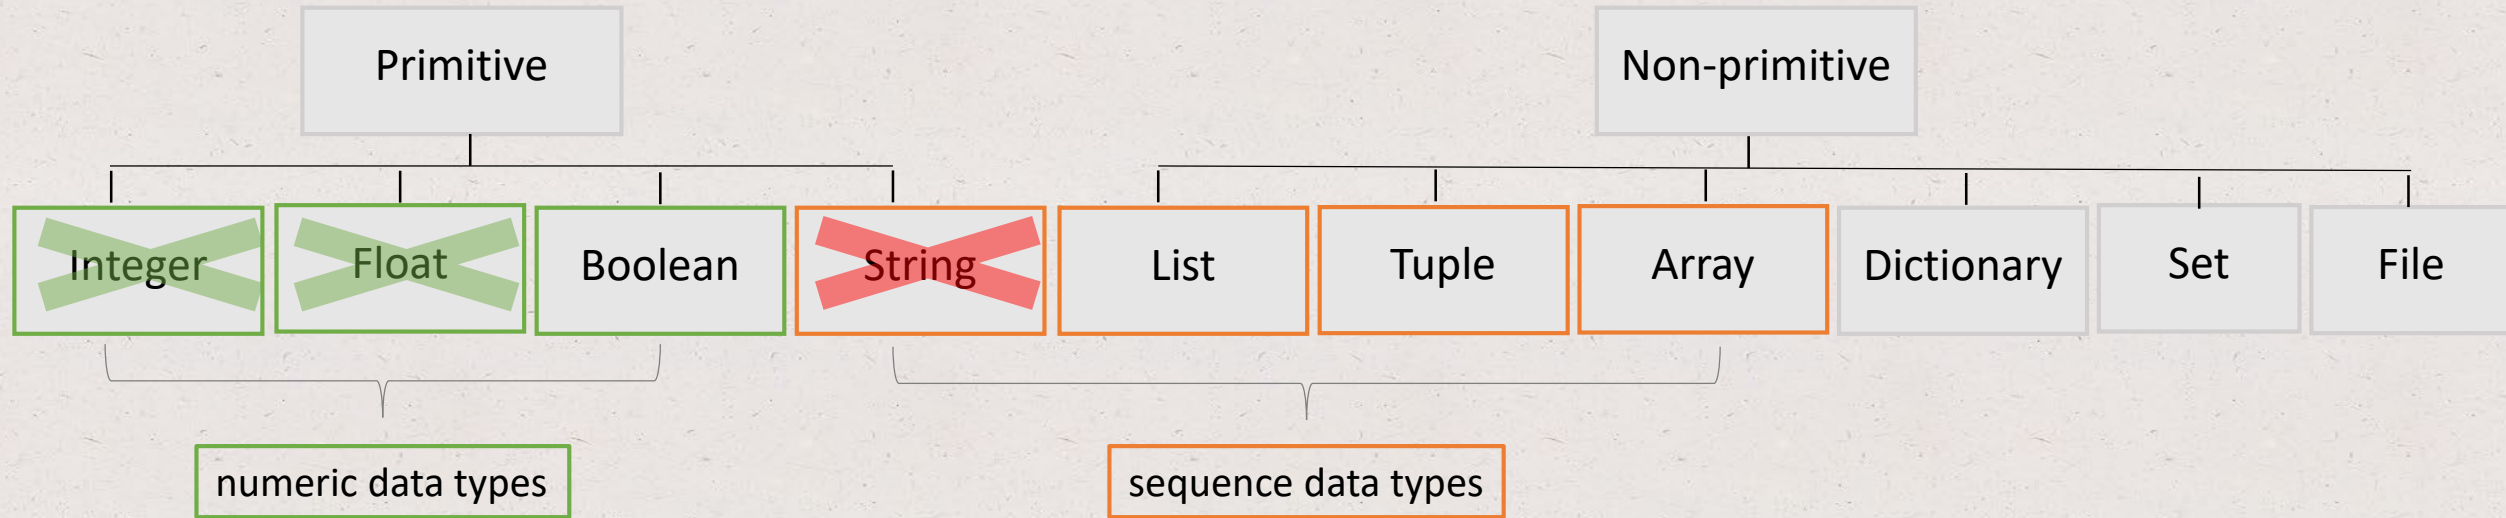 Primitive
Non-primitive
Integer
Float
Boolean
String
List
Tuple
Array
Dictionary
Set
File
numeric data types
sequence data types